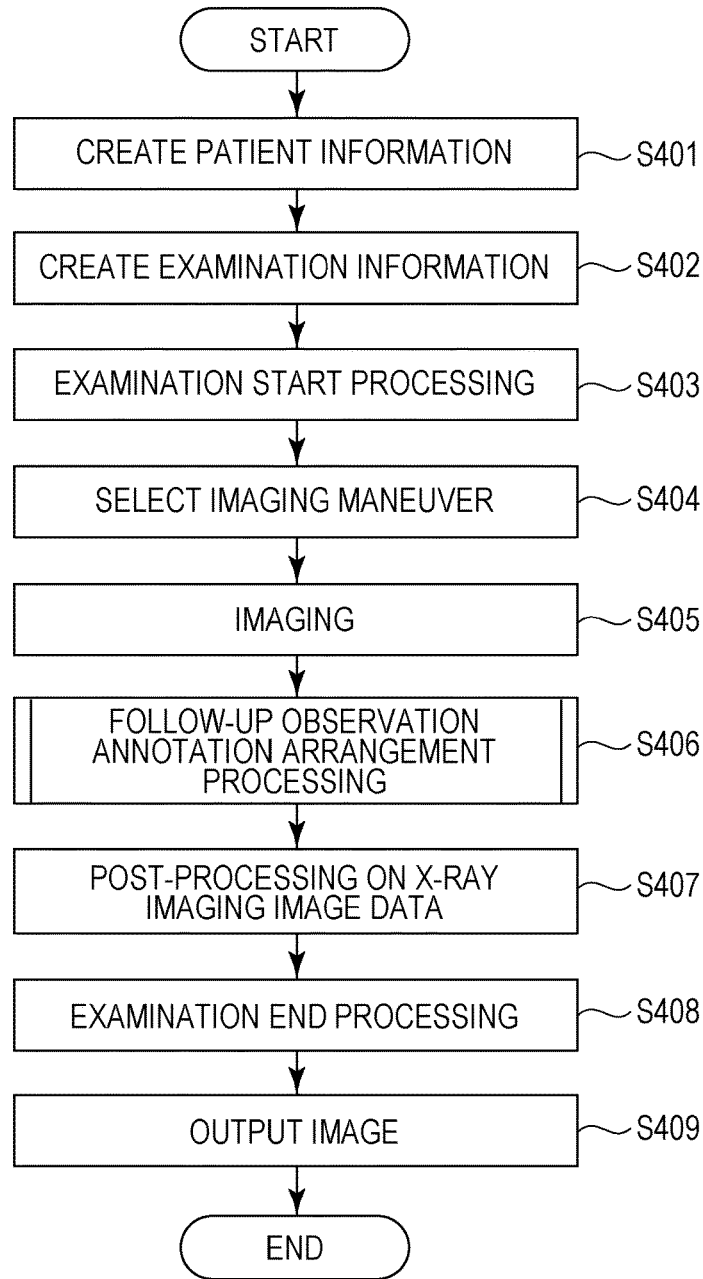 START
CREATE PATIENT INFORMATION
S401
CREATE EXAMINATION INFORMATION
S402
EXAMINATION START PROCESSING
S403
SELECT IMAGING MANEUVER
S404
IMAGING
S405
FOLLOW-UP OBSERVATION
ANNOTATION ARRANGEMENT
PROCESSING
S406
POST-PROCESSING ON X-RAY
IMAGING IMAGE DATA
S407
EXAMINATION END PROCESSING
S408
OUTPUT IMAGE
S409
END